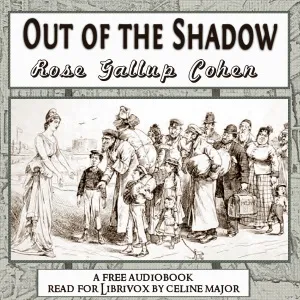 OUT OF THE SHADOW
Rose Gallup Cohen
A FREE AUDIOBOOK
READ FOR LIBRIVOX BY CELINE MAJOR